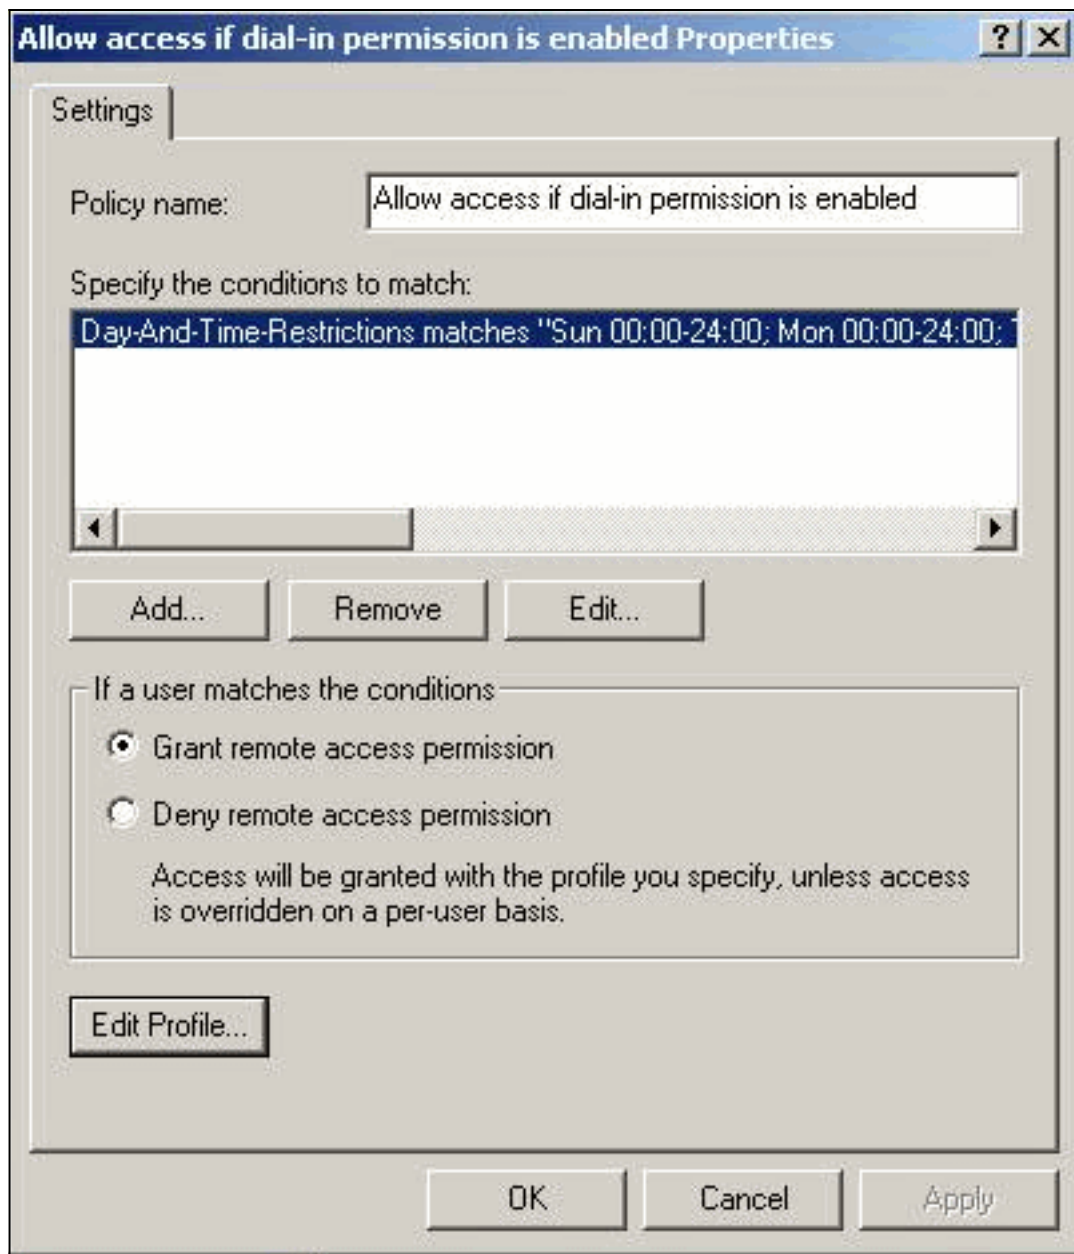 Allow access if dial-in permission is enabled Properties
Settings
Policy name:
Allow access if dial-in permission is enabled
Specify the conditions to match:
Day-And-Time-Restrictions matches "Sun 00:00-24:00; Mon 00:00-24:00;
Add...
Remove
Edit...
If a user matches the conditions
Grant remote access permission
Deny remote access permission
Access will be granted with the profile you specify, unless access
is overridden on a per-user basis.
Edit Profile...
OK
Cancel
Apply